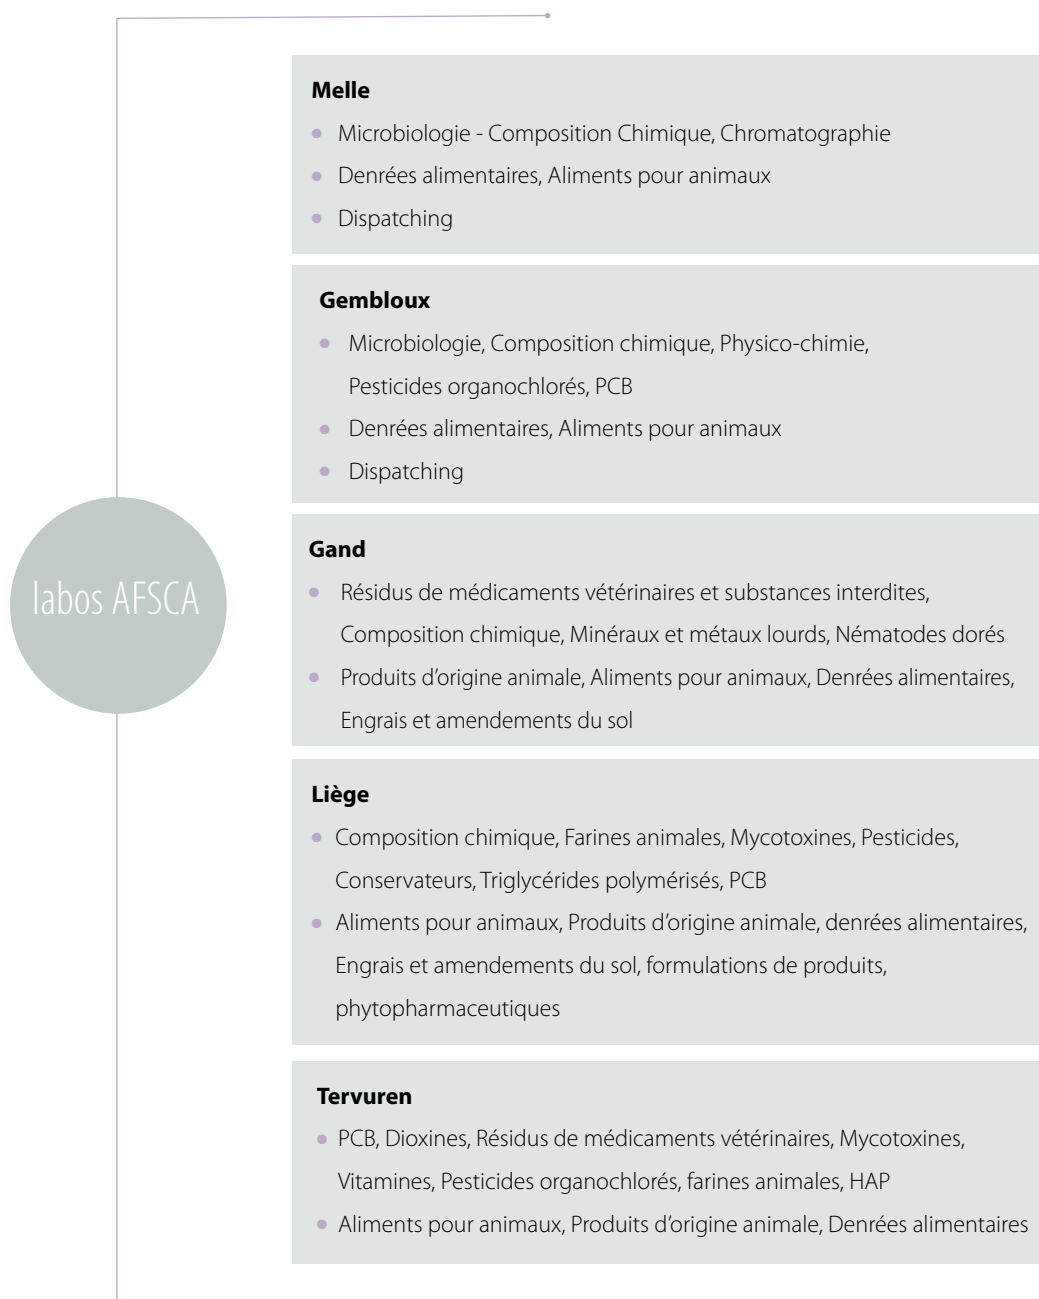 labos AFSCA
Melle
Microbiologie - Composition Chimique, Chromatographie
Denrées alimentaires, Aliments pour animaux
Dispatching
Gembloux
Microbiologie, Composition chimique, Physico-chimie,
Pesticides organochlorés, PCB
Denrées alimentaires, Aliments pour animaux
Dispatching
Gand
Résidus de médicaments vétérinaires et substances interdites,
Composition chimique, Minéraux et métaux lourds, Nématodes dorés
Produits d'origine animale, Aliments pour animaux, Denrées alimentaires,
Engrais et amendements du sol
Liège
Composition chimique, Farines animales, Mycotoxines, Pesticides,
Conservateurs, Triglycérides polymérisés, PCB
Aliments pour animaux, Produits d'origine animale, denrées alimentaires,
Engrais et amendements du sol, formulations de produits,
phytopharmaceutiques
Tervuren
PCB, Dioxines, Résidus de médicaments vétérinaires, Mycotoxines,
Vitamines, Pesticides organochlorés, farines animales, HAP
Aliments pour animaux, Produits d'origine animale, Denrées alimentaires